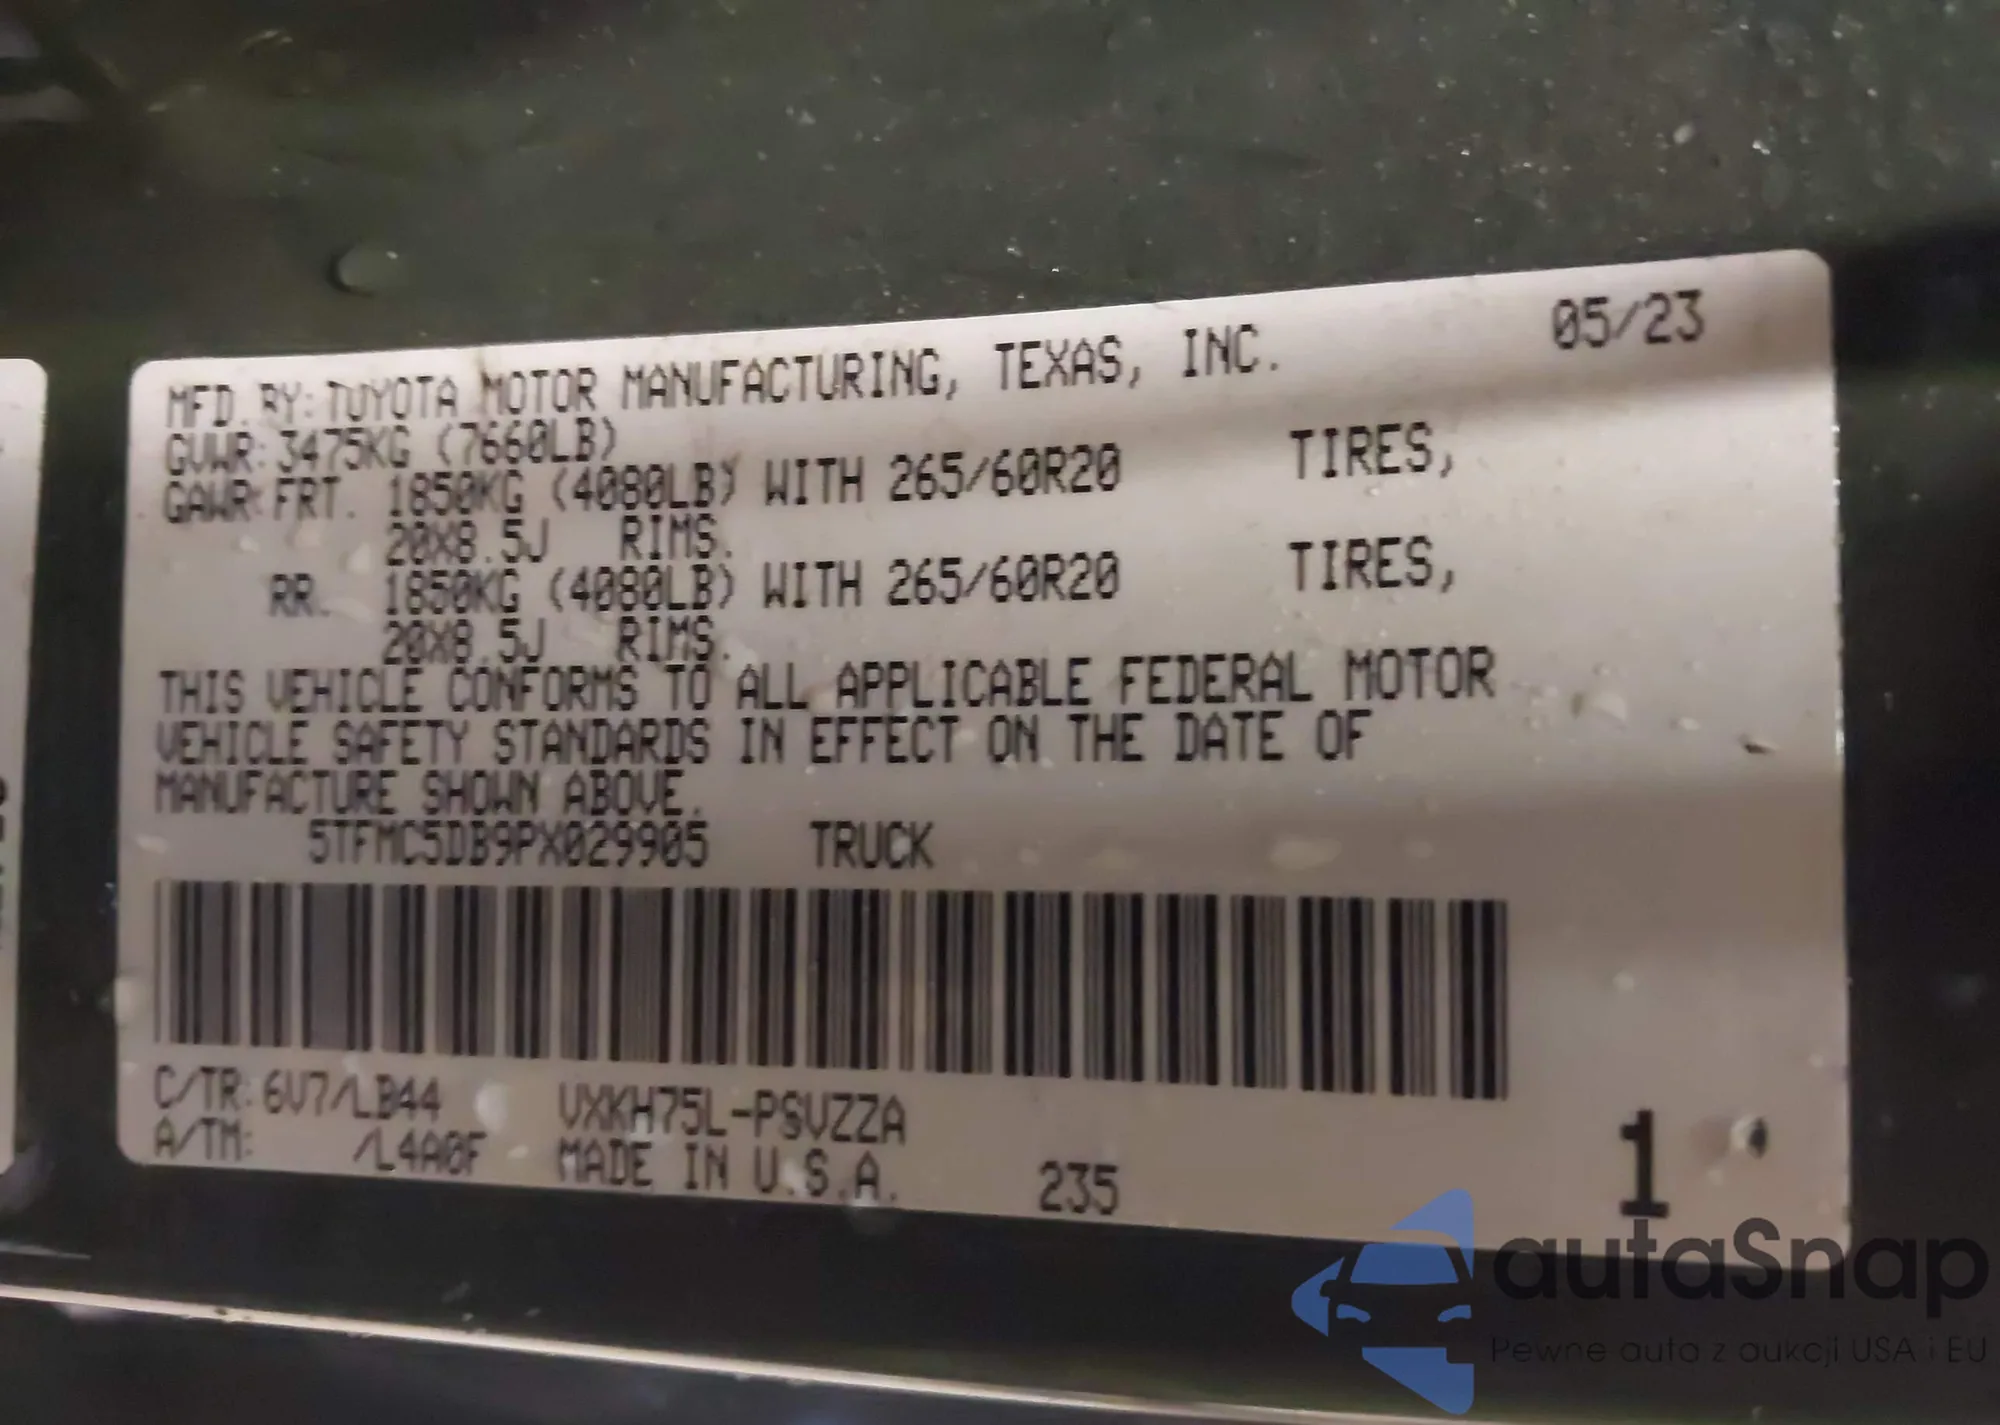 05/23
MFD. BY: TOYOTA MOTOR MANUFACTURING, TEXAS, INC.
GVWR: 3475KG (7660LB)
GAWR: FRT. 1850KG (4080LB) WITH 265/60R20 TIRES,
20X8.5J RIMS.
RR. 1850KG (4080LB) WITH 265/60R20 TIRES,
20X8.5J RIMS.
THIS VEHICLE CONFORMS TO ALL APPLICABLE FEDERAL MOTOR
VEHICLE SAFETY STANDARDS IN EFFECT ON THE DATE OF
MANUFACTURE SHOWN ABOVE.
5TFMC5DB9PX029905 TRUCK
C/TR: 6V7/LB44 VXKH75L-PSVZZA
A/TM: /L4A0F MADE IN U.S.A. 235
1
autaSnap
Pewne auta z aukcji USA i EU